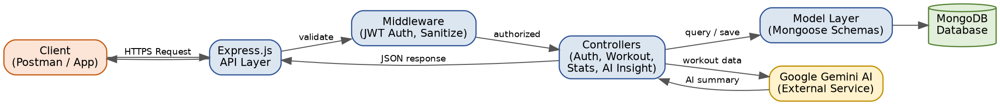 Client
(Postman / App)
HTTPS Request
Express.js
API Layer
validate
Middleware
(JWT Auth, Sanitize)
authorized
JSON response
Controllers
(Auth, Workout,
Stats, AI Insight)
query / save
workout data
AI summary
Model Layer
(Mongoose Schemas)
Google Gemini AI
(External Service)
MongoDB
Database